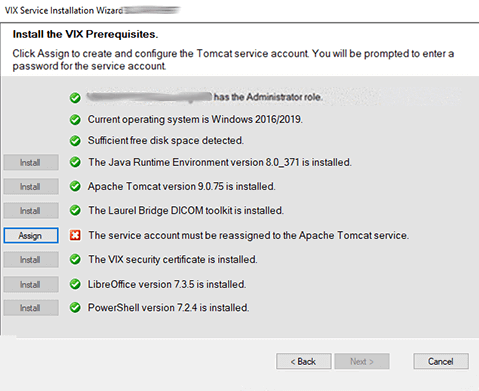 VIX Service Installation Wizard
Install the VIX Prerequisites.
Click Assign to create and configure the Tomcat service account. You will be prompted to enter a
password for the service account.
has the Administrator role.
Current operating system is Windows 2016/2019.
Sufficient free disk space detected.
Install The Java Runtime Environment version 8.0_371 is installed.
Install Apache Tomcat version 9.0.75 is installed.
Install The Laurel Bridge DICOM toolkit is installed.
Assign The service account must be reassigned to the Apache Tomcat service.
Install The VIX security certificate is installed.
Install LibreOffice version 7.3.5 is installed.
Install PowerShell version 7.2.4 is installed.
< Back Next > Cancel